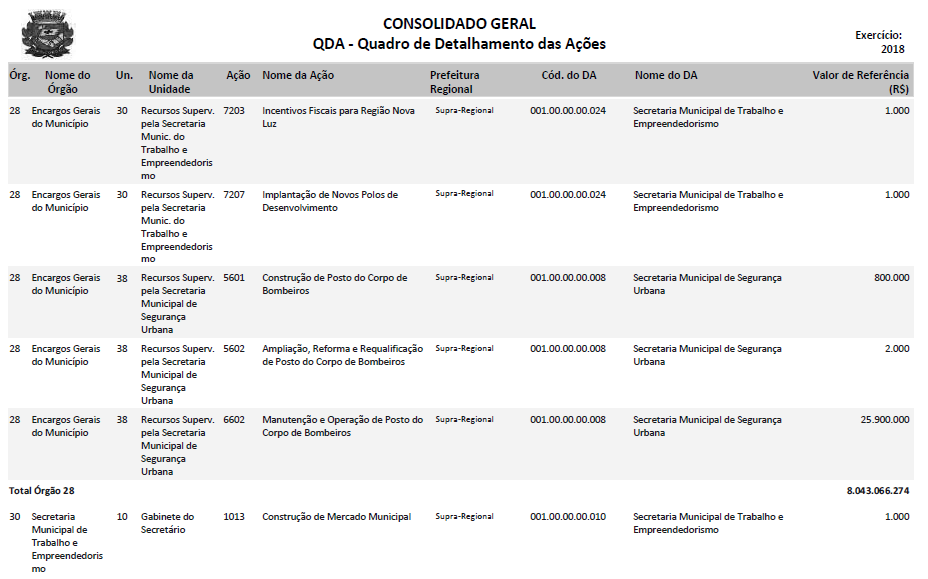 CONSOLIDADO GERAL
QDA - Quadro de Detalhamento das Ações
Exercício:
2018
Órg. Nome do Órgão Un. Nome da Unidade Ação Nome da Ação Prefeitura Regional Cód. do DA Nome do DA Valor de Referência (R$)
28 Encargos Gerais 30 Recursos Superv. 7203 Incentivos Fiscais para Região Nova Supra-Regional 001.00.00.00.024 Secretaria Municipal de Trabalho e 1.000
do Município pela Secretaria Luz Empreendedorismo
Munic. do
Trabalho e
Empreendedoris
mo
28 Encargos Gerais 30 Recursos Superv. 7207 Implantação de Novos Polos de Supra-Regional 001.00.00.00.024 Secretaria Municipal de Trabalho e 1.000
do Município pela Secretaria Desenvolvimento Empreendedorismo
Munic. do
Trabalho e
Empreendedoris
mo
28 Encargos Gerais 38 Recursos Superv. 5601 Construção de Posto do Corpo de Supra-Regional 001.00.00.00.008 Secretaria Municipal de Segurança 800.000
do Município pela Secretaria Bombeiros Urbana
Municipal de
Segurança
Urbana
28 Encargos Gerais 38 Recursos Superv. 5602 Ampliação, Reforma e Requalificação Supra-Regional 001.00.00.00.008 Secretaria Municipal de Segurança 2.000
do Município pela Secretaria de Posto do Corpo de Bombeiros Urbana
Municipal de
Segurança
Urbana
28 Encargos Gerais 38 Recursos Superv. 6602 Manutenção e Operação de Posto do Supra-Regional 001.00.00.00.008 Secretaria Municipal de Segurança 25.900.000
do Município pela Secretaria Corpo de Bombeiros Urbana
Municipal de
Segurança
Urbana
Total Órgão 28 8.043.066.274
30 Secretaria 10 Gabinete do 1013 Construção de Mercado Municipal Supra-Regional 001.00.00.00.010 Secretaria Municipal de Trabalho e 1.000
Municipal de Secretário Empreendedorismo
Trabalho e
Empreendedoris
mo